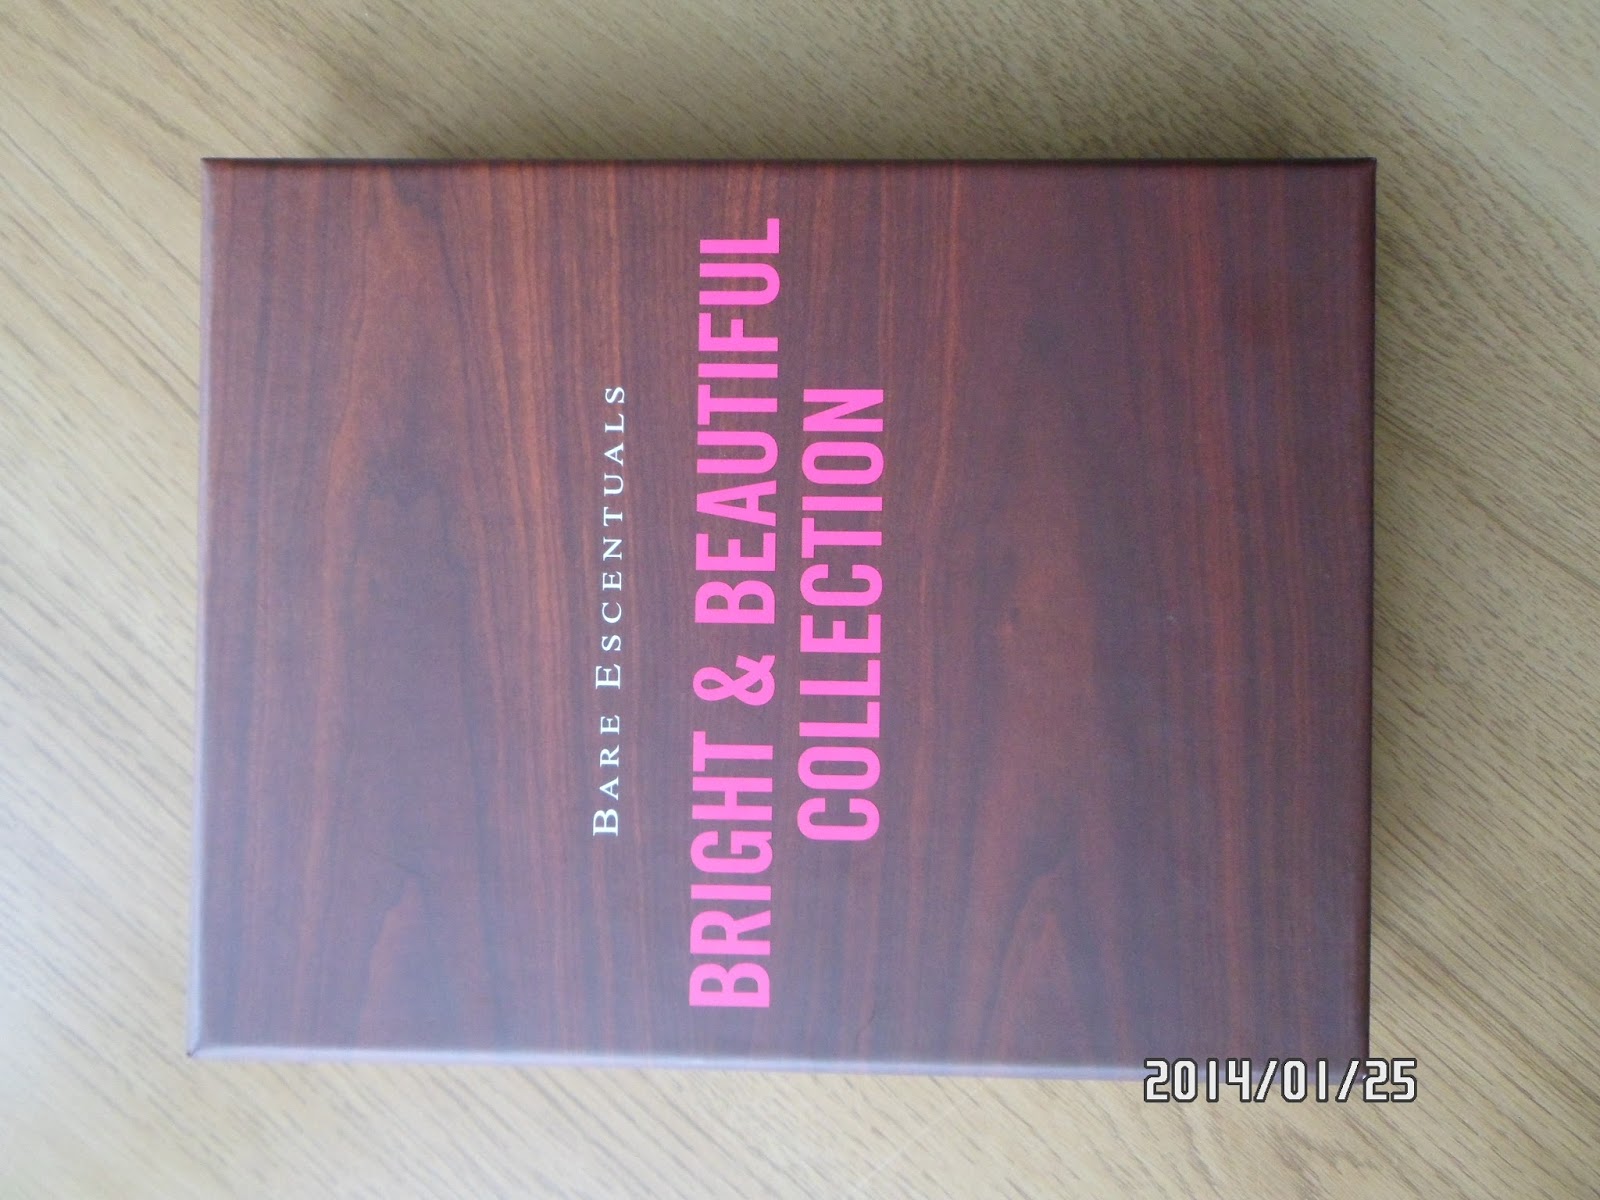 BARE ESCENTUALS
BRIGHT & BEAUTIFUL
COLLECTION
2014/01/25